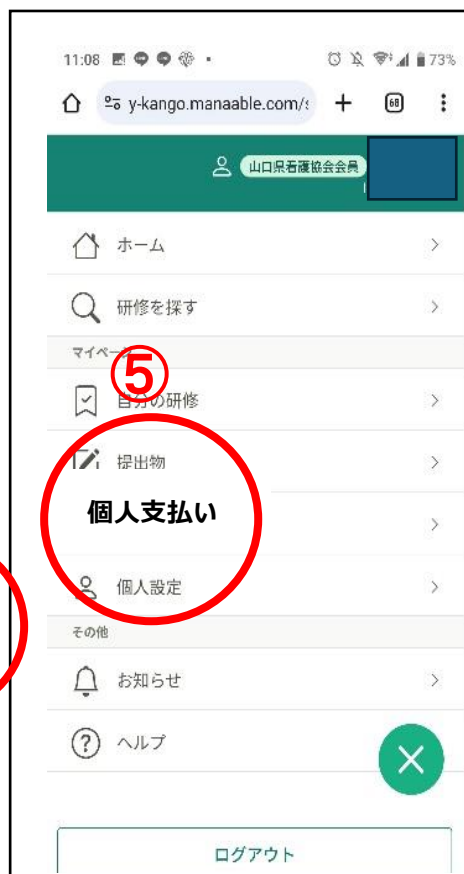 11:08
73%
y-kango.manaable.com/s
68
山口県看護協会会員
ホーム
研修を探す
マイページ
⑤
自分の研修
提出物
個人支払い
個人設定
その他
お知らせ
ヘルプ
ログアウト